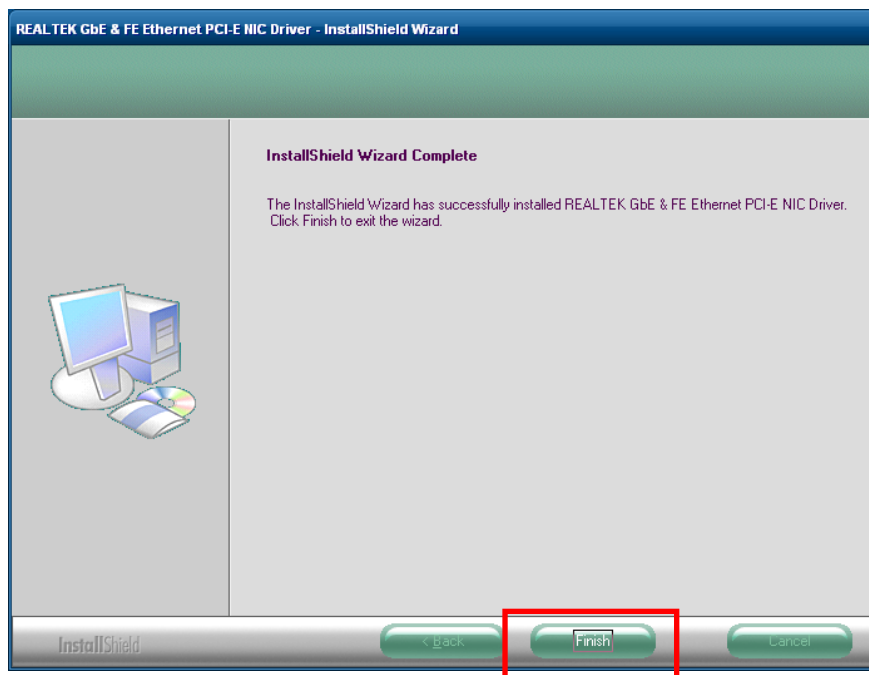 REALTEK GbE & FE Ethernet PCI-E NIC Driver - InstallShield Wizard
InstallShield Wizard Complete
The InstallShield Wizard has successfully installed REALTEK GbE & FE Ethernet PCI-E NIC Driver.
Click Finish to exit the wizard.
InstallShield
< Back
Finish
Cancel